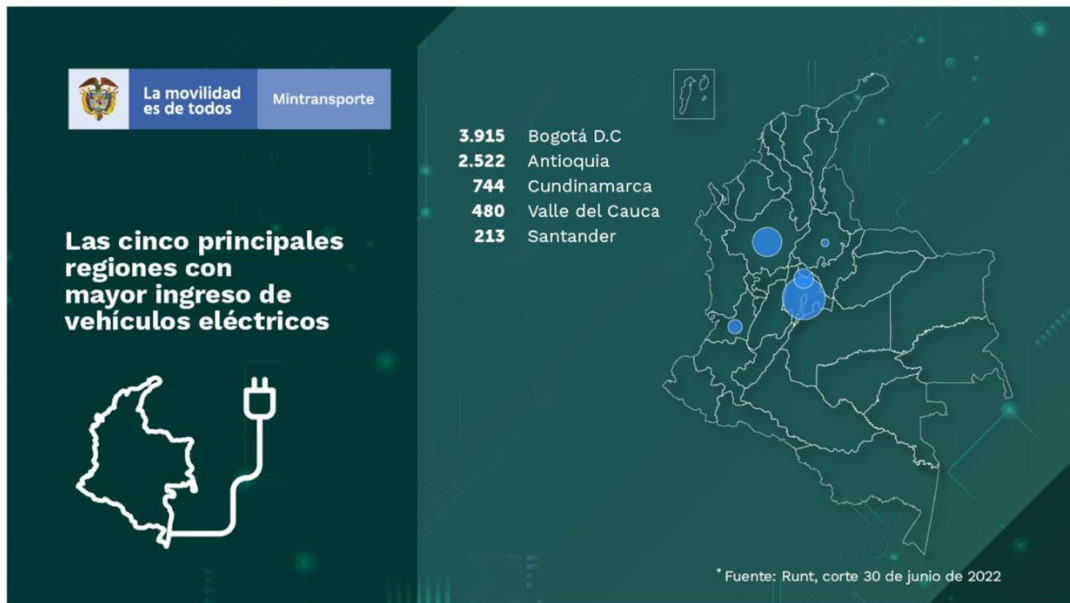 La movilidad
es de todos
Mintransporte
Las cinco principales
regiones con
mayor ingreso de
vehículos eléctricos
3.915 Bogotá D.C
2.522 Antioquia
744 Cundinamarca
480 Valle del Cauca
213 Santander
* Fuente: Runt, corte 30 de junio de 2022